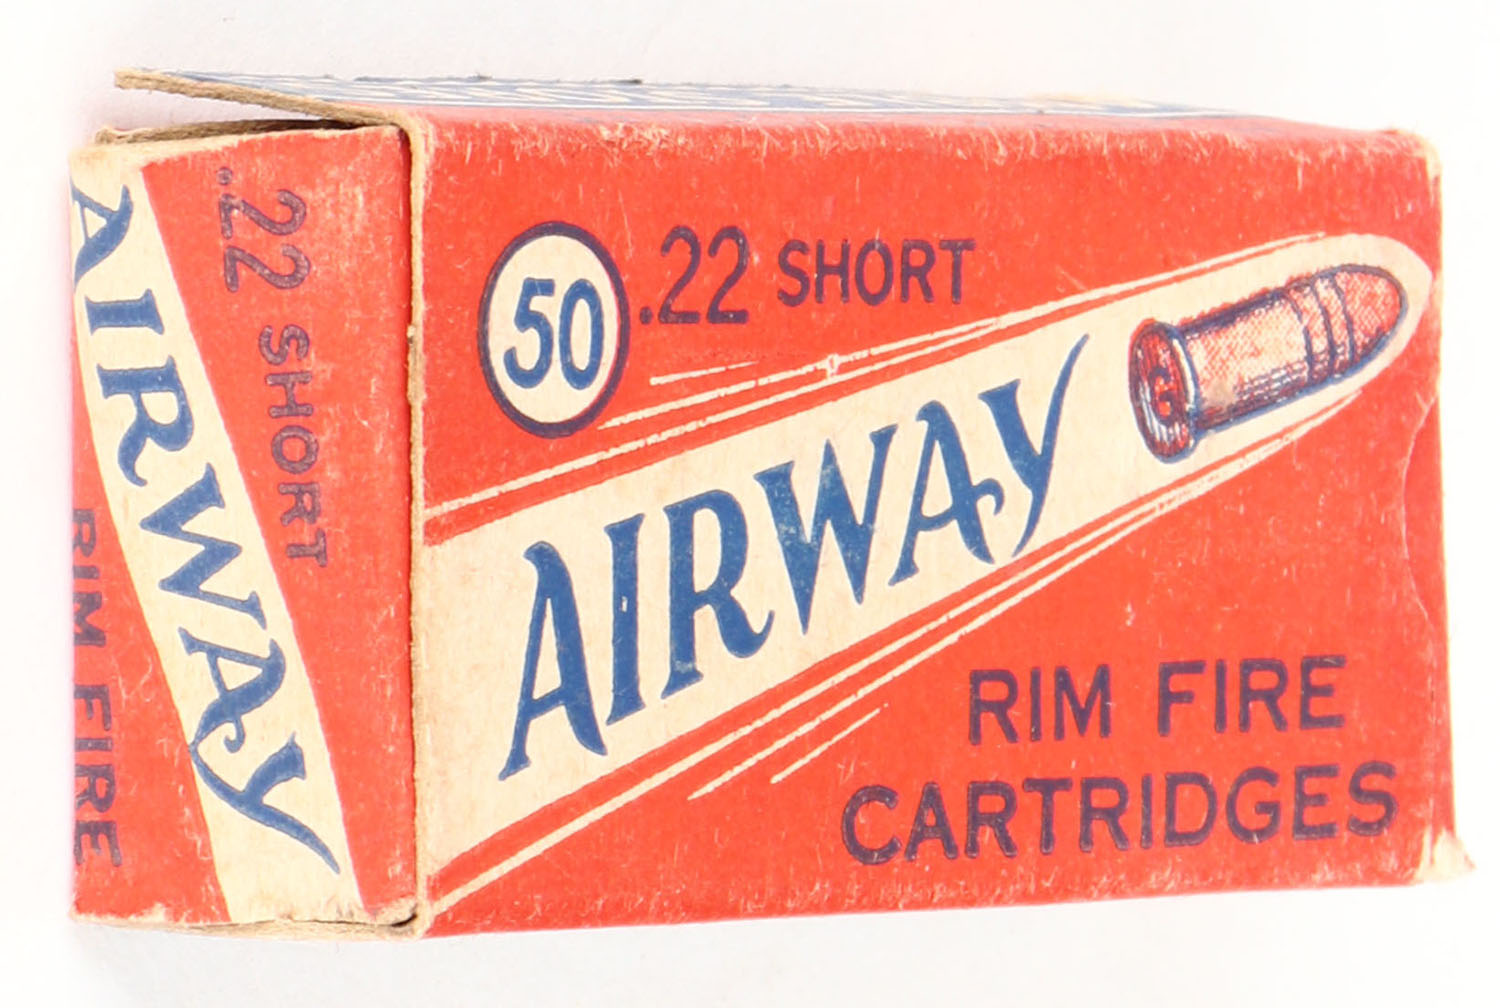 50
.22 SHORT
AIRWAY
G
RIM FIRE
CARTRIDGES
.22 SHORT
AIRWAY
RIM FIRE